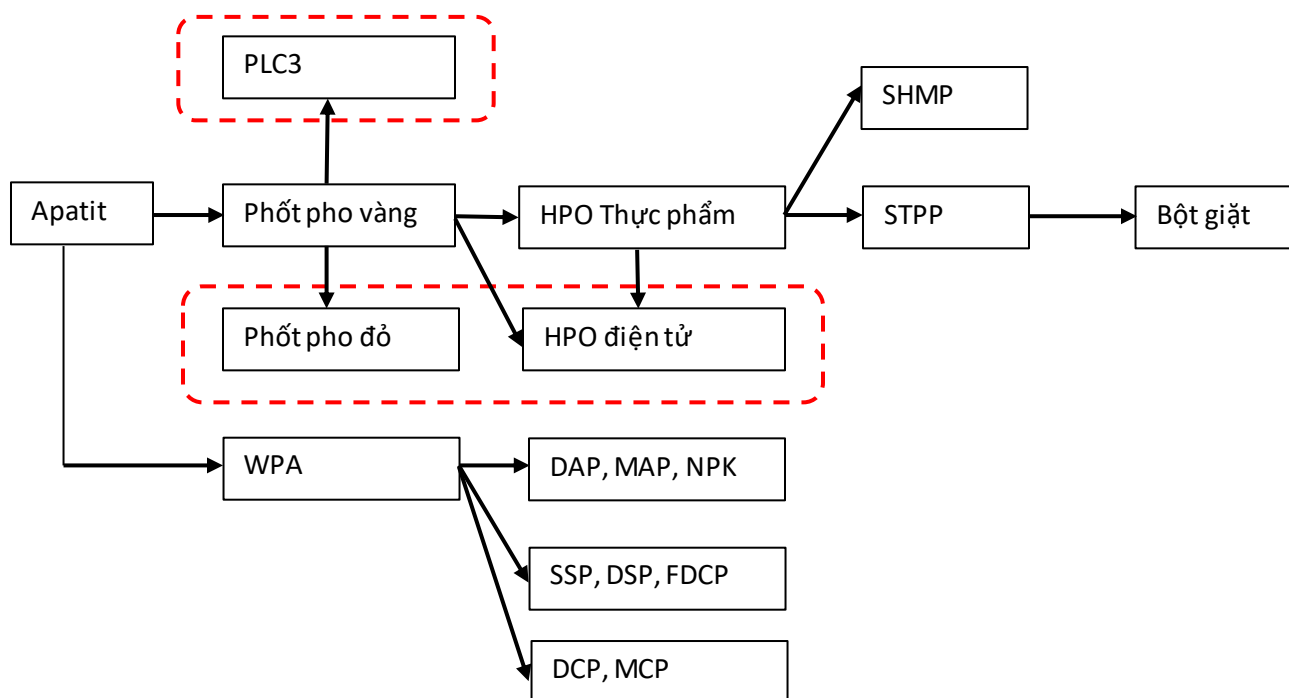 PLC3
SHMP
Apatit
Phốt pho vàng
HPO Thực phẩm
STPP
Bột giặt
Phốt pho đỏ
HPO điện tử
WPA
DAP, MAP, NPK
SSP, DSP, FDCP
DCP, MCP